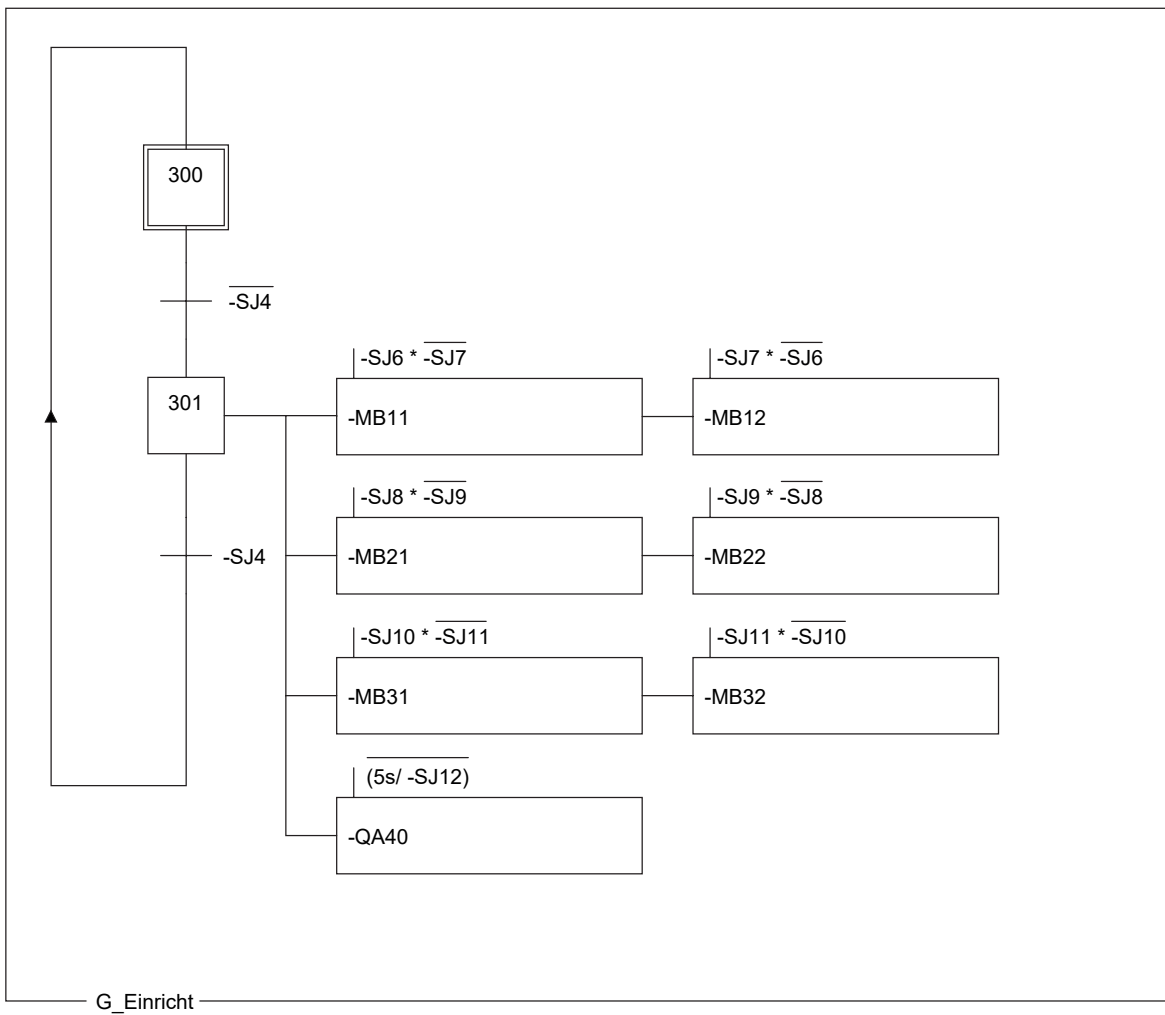 300
-SJ4
-SJ6 * -SJ7
-SJ7 * -SJ6
301
-MB11
-MB12
-SJ8 * -SJ9
-SJ9 * -SJ8
-SJ4
-MB21
-MB22
-SJ10 * -SJ11
-SJ11 * -SJ10
-MB31
-MB32
(5s/ -SJ12)
-QA40
G_Einricht